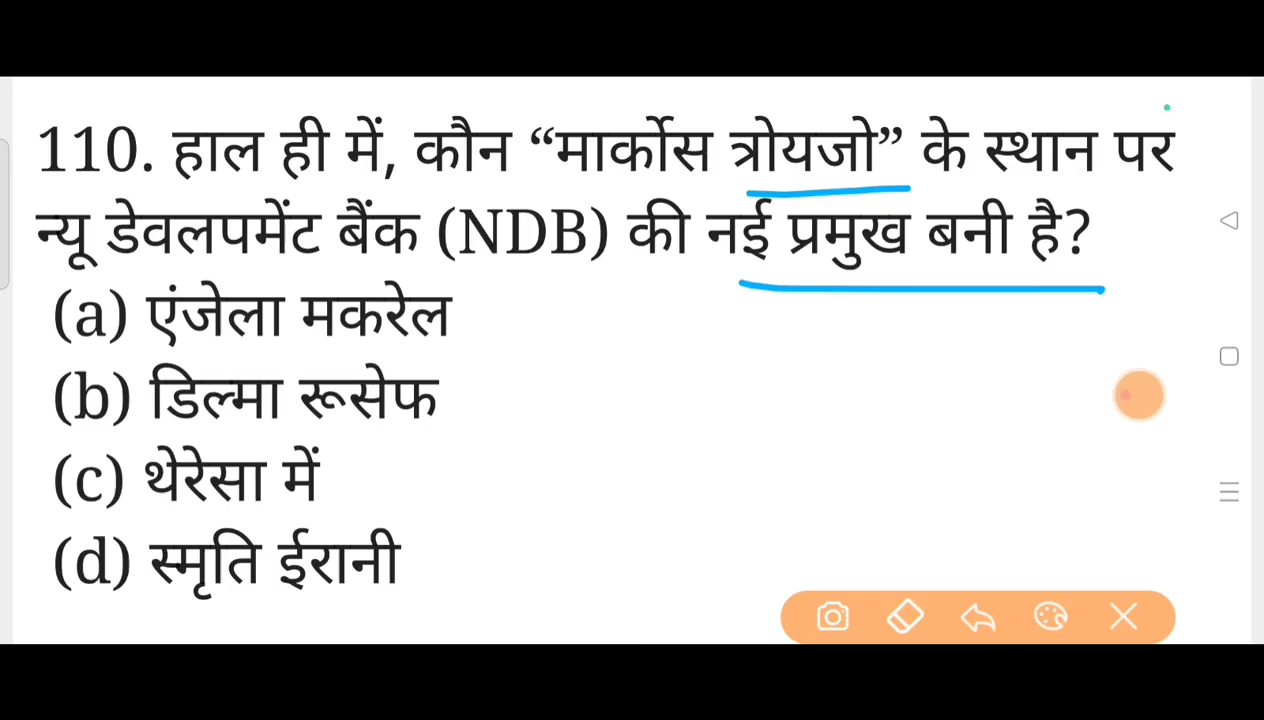 110. हाल ही में, कौन “मार्कोस त्रोयजो” के स्थान पर
न्यू डेवलपमेंट बैंक (NDB) की नई प्रमुख बनी है?
(a) एंजेला मकरेल
(b) डिल्मा रूसेफ
(c) थेरेसा में
(d) स्मृति ईरानी